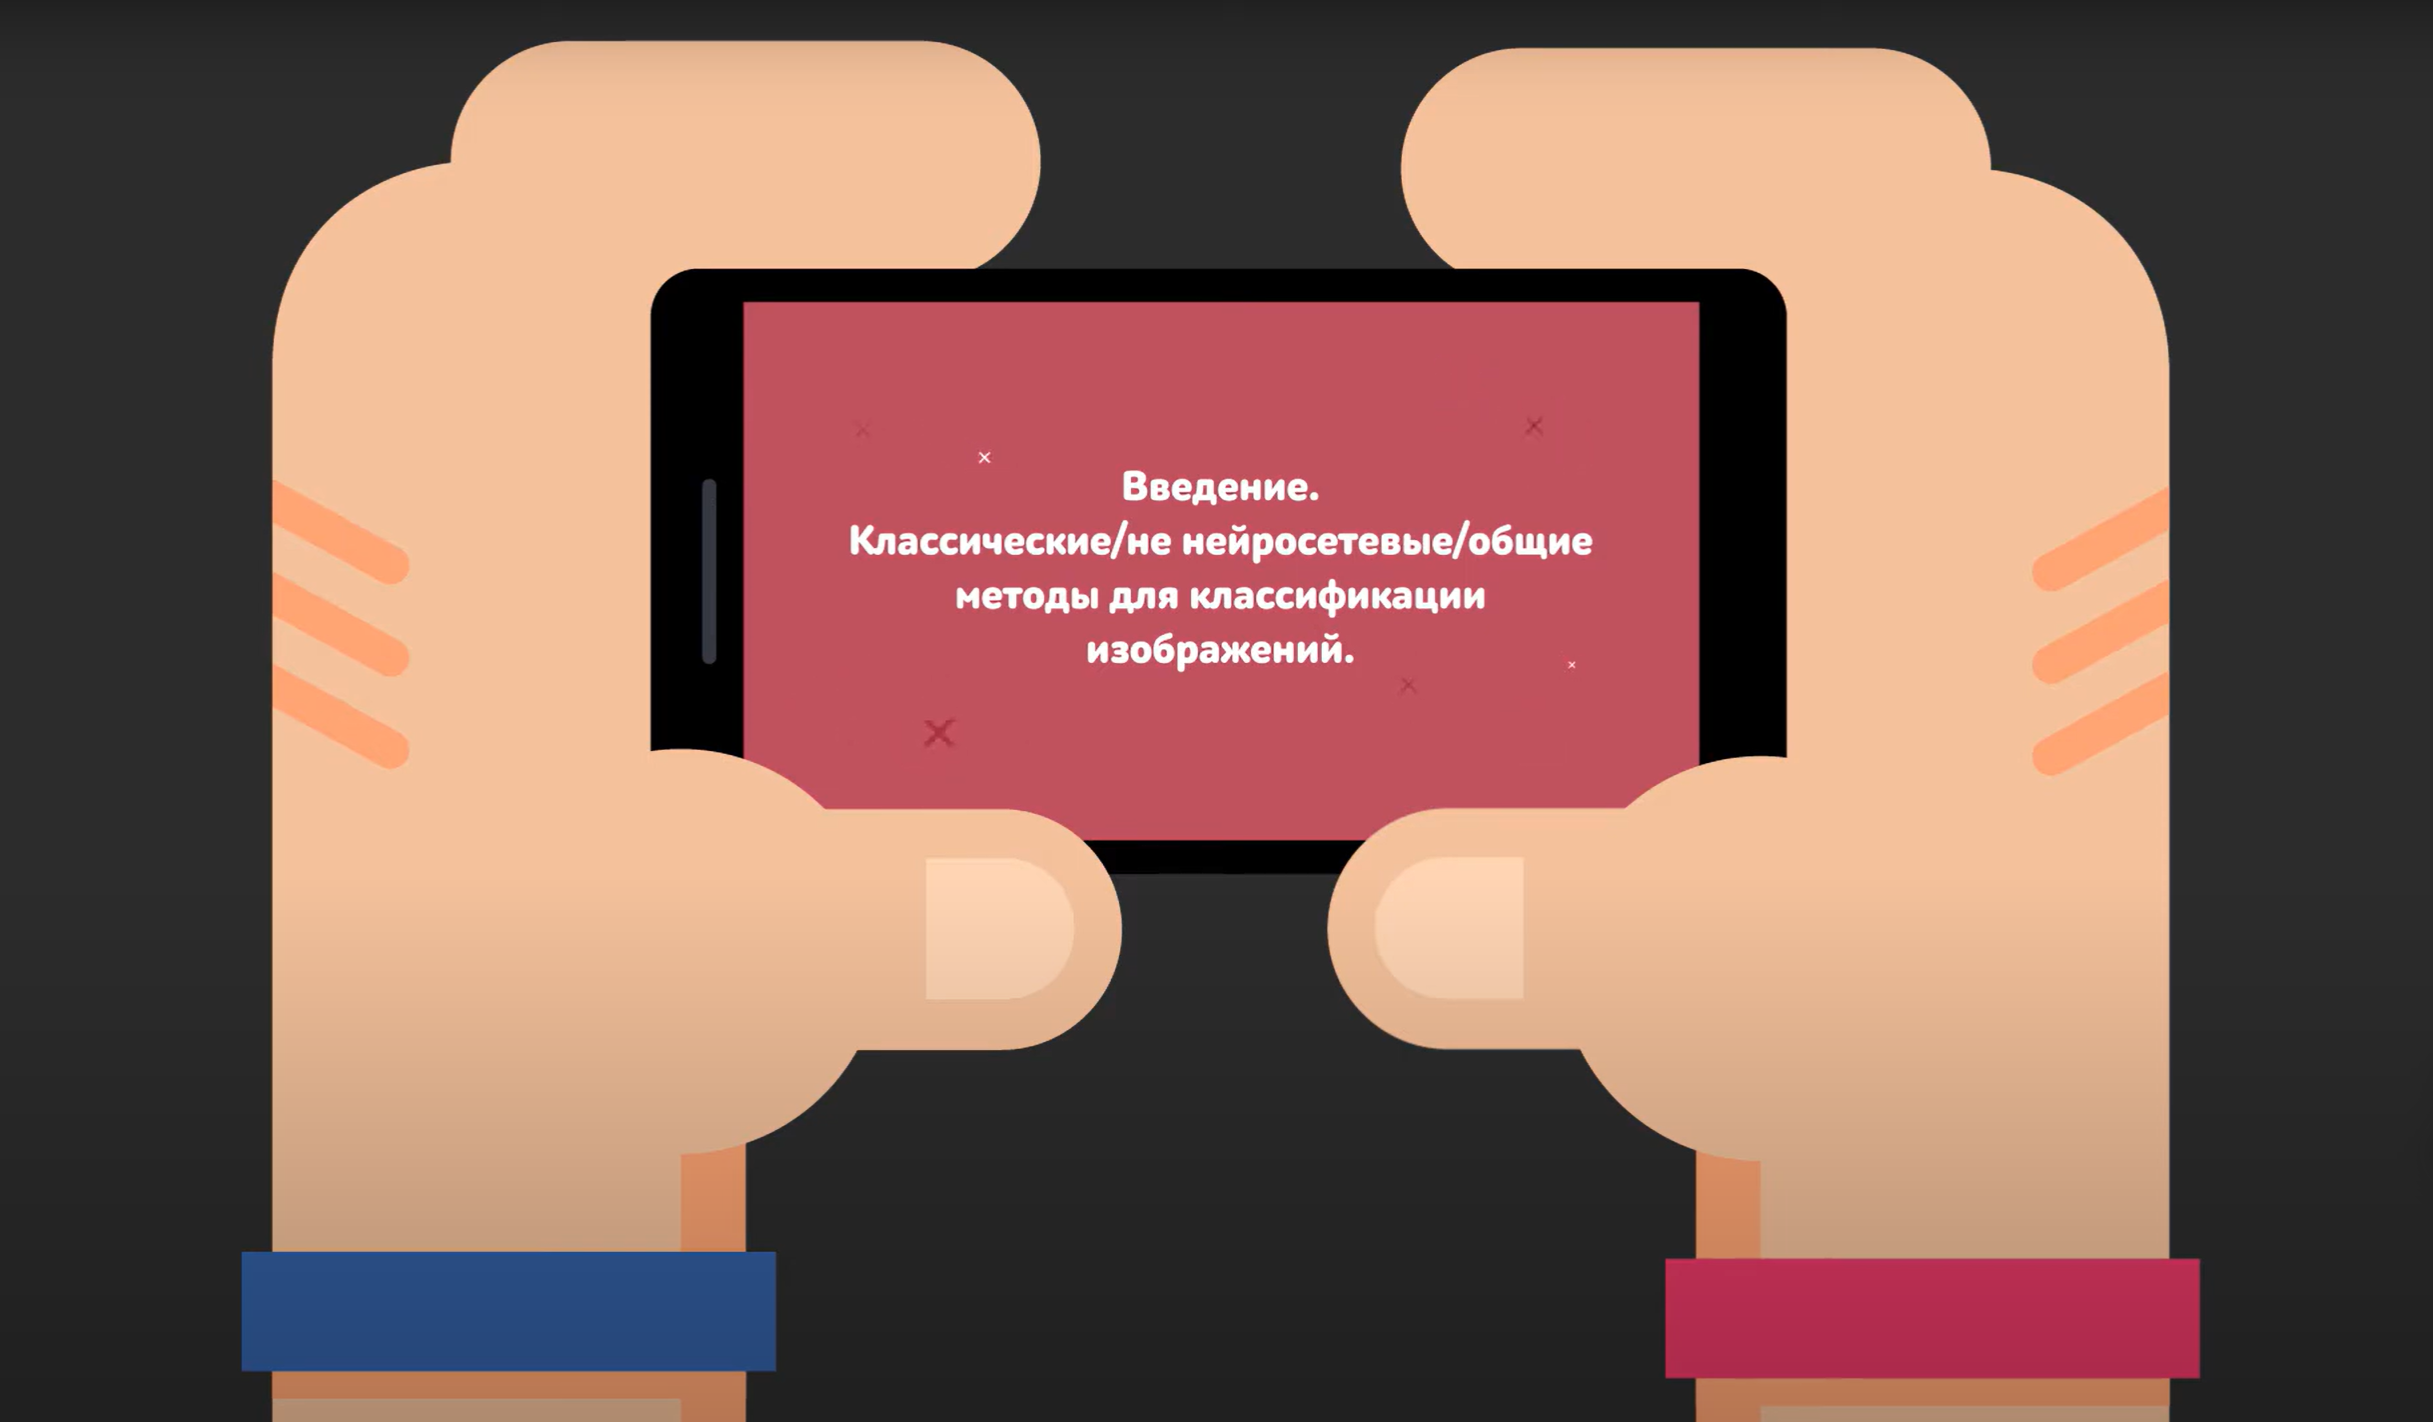 Введение.
Классические/не нейросетевые/общие
методы для классификации
изображений.